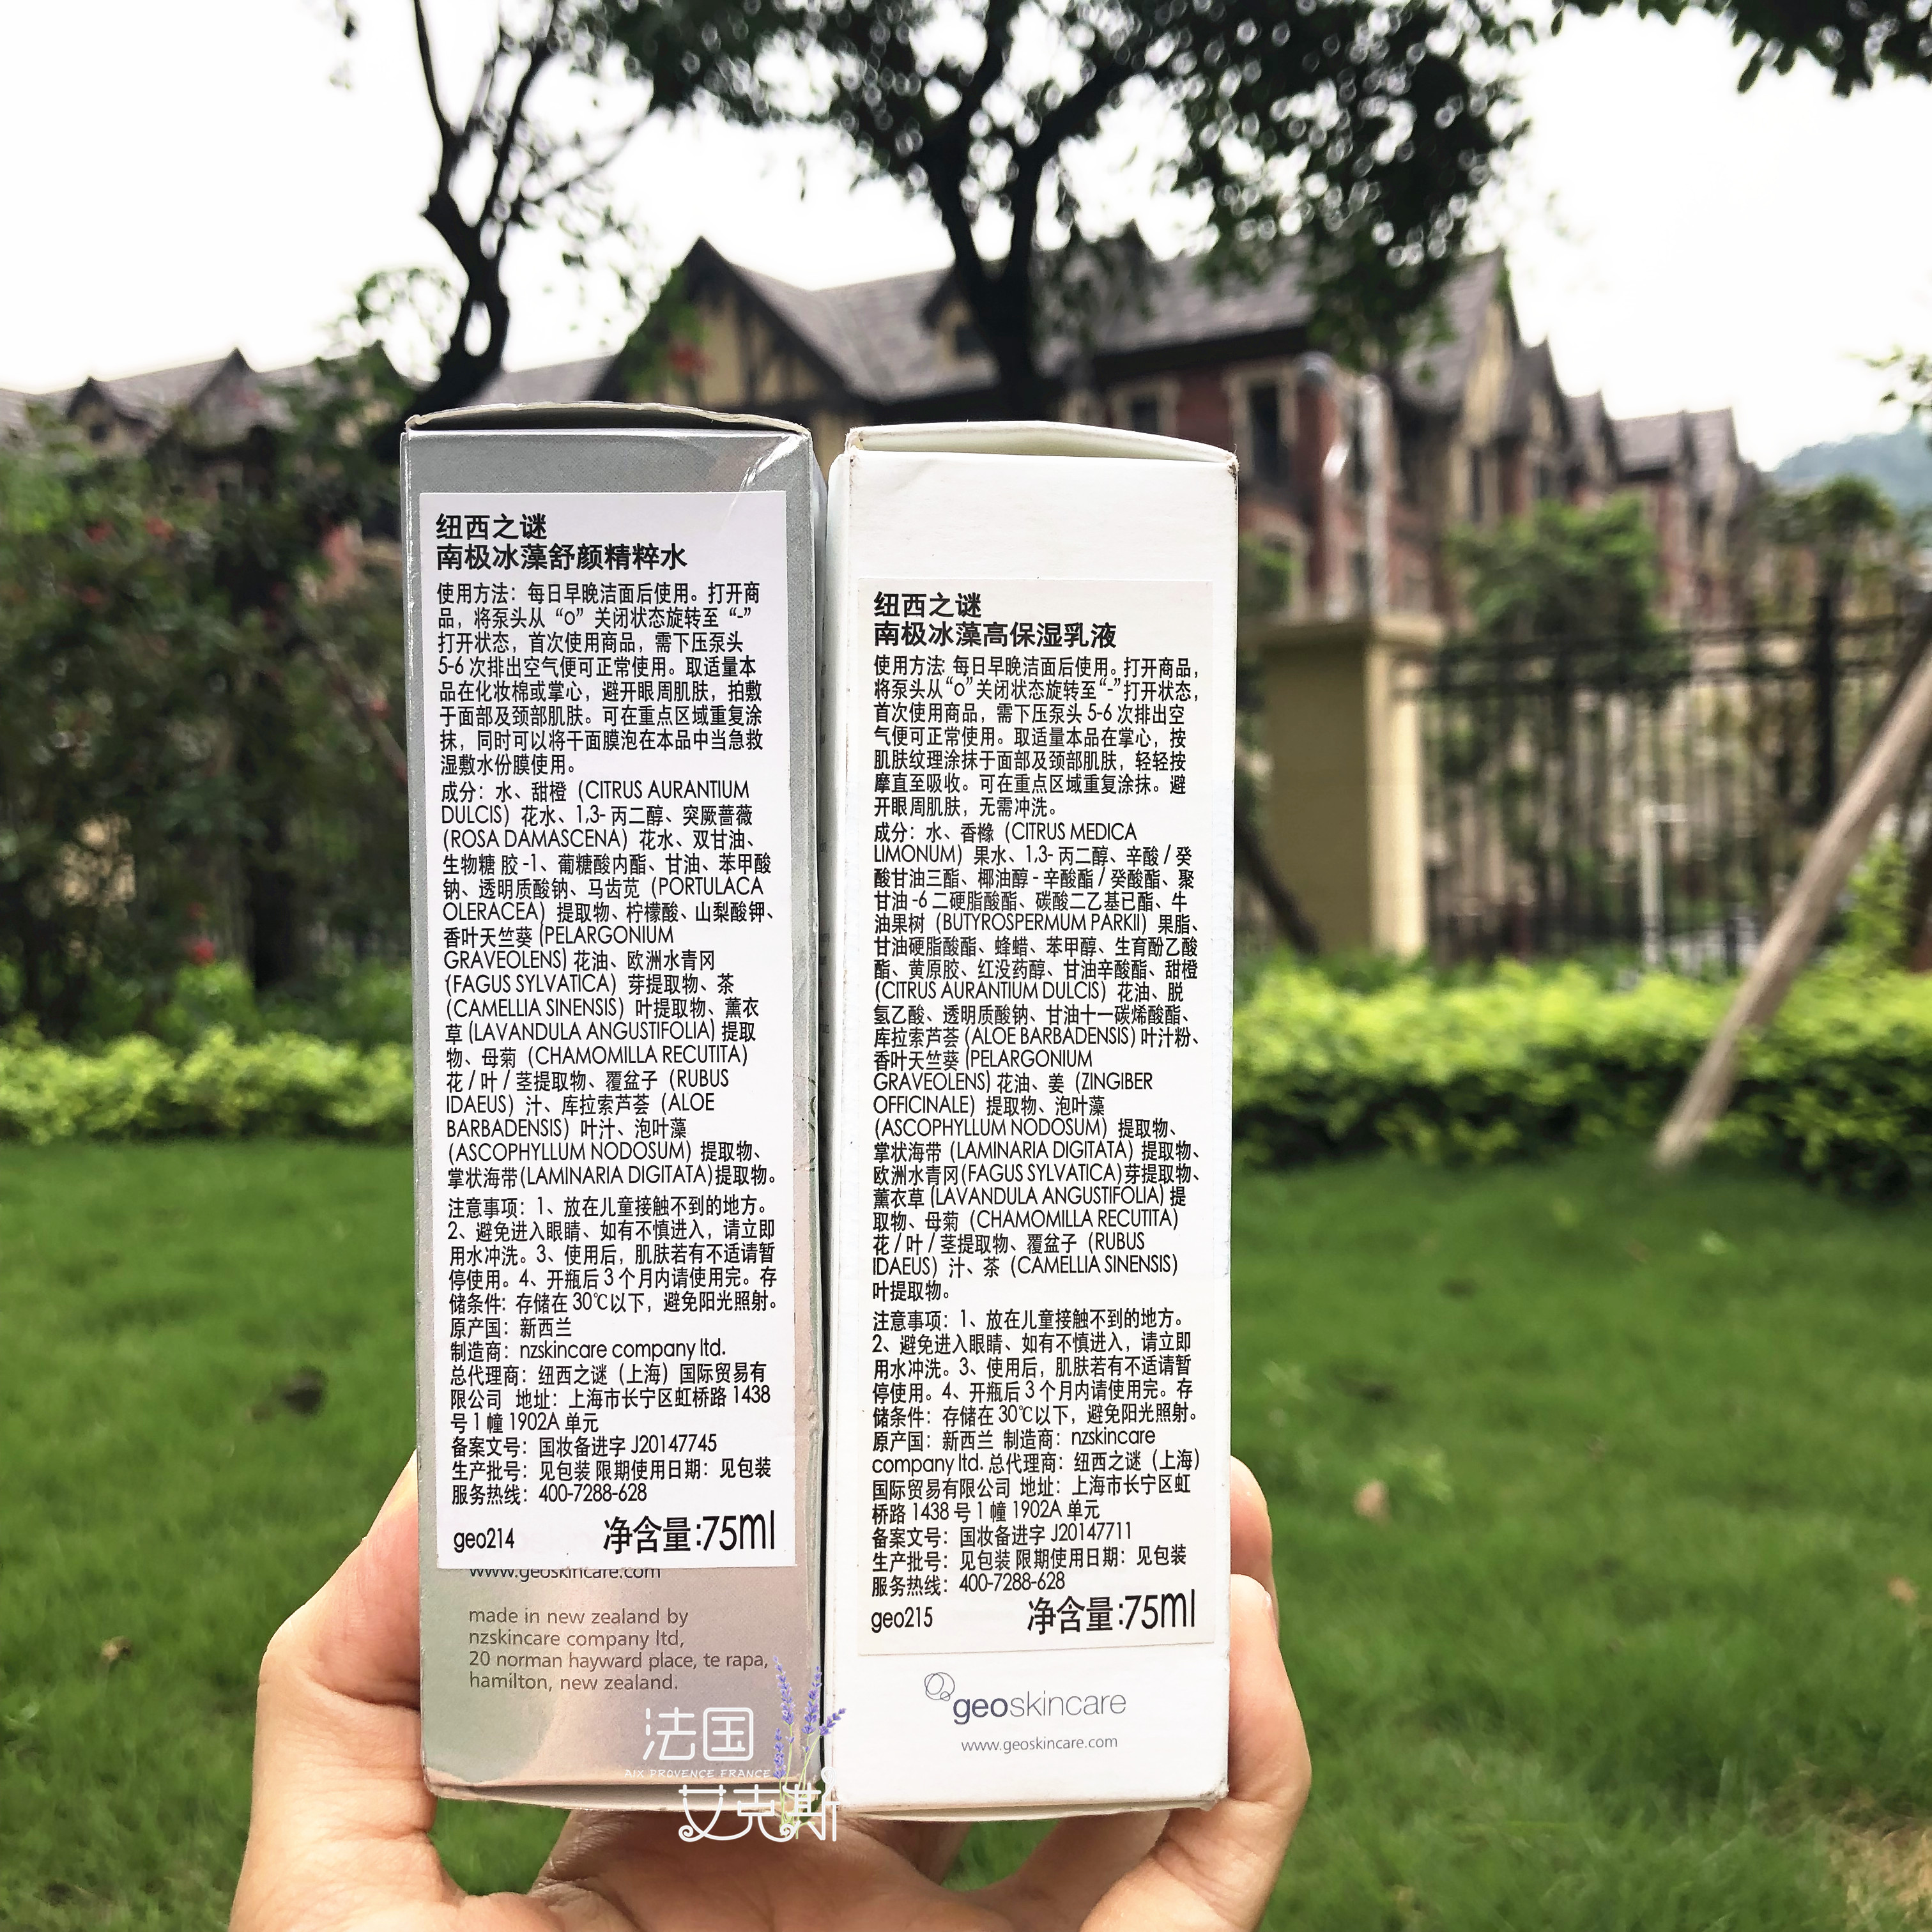 纽西之谜
南极冰藻舒颜精粹水
使用方法：每日早晚洁面后使用。打开商
品，将泵头从“o”关闭状态旋转至“-”
打开状态，首次使用商品，需下压泵头
5-6 次排出空气便可正常使用。取适量本
品在化妆棉或掌心，避开眼周肌肤，拍敷
于面部及颈部肌肤。可在重点区域重复涂
抹，同时可以将干面膜泡在本品中当急救
湿敷水份膜使用。
成分：水、甜橙（CITRUS AURANTIUM
DULCIS）花水、1,3- 丙二醇、突厥蔷薇
(ROSA DAMASCENA）花水、双甘油、
生物糖 胶 -1、葡糖酸内酯、甘油、苯甲酸
钠、透明质酸钠、马齿苋（PORTULACA
OLERACEA）提取物、柠檬酸、山梨酸钾、
香叶天竺葵 (PELARGONIUM
GRAVEOLENS) 花油、欧洲水青冈
(FAGUS SYLVATICA）芽提取物、茶
(CAMELLIA SINENSIS）叶提取物、薰衣
草 (LAVANDULA ANGUSTIFOLIA) 提取
物、母菊（CHAMOMILLA RECUTITA）
花 / 叶 / 茎提取物、覆盆子（RUBUS
IDAEUS）汁、库拉索芦荟（ALOE
BARBADENSIS）叶汁、泡叶藻
(ASCOPHYLLUM NODOSUM）提取物、
掌状海带(LAMINARIA DIGITATA)提取物。
注意事项：1、放在儿童接触不到的地方。
2、避免进入眼睛、如有不慎进入，请立即
用水冲洗。3、使用后，肌肤若有不适请暂
停使用。4、开瓶后 3 个月内请使用完。存
储条件：存储在 30℃以下，避免阳光照射。
原产国：新西兰
制造商：nzskincare company ltd.
总代理商：纽西之谜（上海）国际贸易有
限公司 地址：上海市长宁区虹桥路 1438
号 1 幢 1902A 单元
备案文号：国妆备进字 J20147745
生产批号：见包装 限期使用日期：见包装
服务热线：400-7288-628
geo214 净含量:75ml
www.geoskincare.com
made in new zealand by
nzskincare company ltd,
20 norman hayward place, te rapa,
hamilton, new zealand.
纽西之谜
南极冰藻高保湿乳液
使用方法: 每日早晚洁面后使用。打开商品，
将泵头从“o”关闭状态旋转至“-”打开状态，
首次使用商品，需下压泵头 5-6 次排出空
气便可正常使用。取适量本品在掌心，按
肌肤纹理涂抹于面部及颈部肌肤，轻轻按
摩直至吸收。可在重点区域重复涂抹。避
开眼周肌肤，无需冲洗。
成分：水、香橼（CITRUS MEDICA
LIMONUM）果水、1,3- 丙二醇、辛酸 / 癸
酸甘油三酯、椰油醇 - 辛酸酯 / 癸酸酯、聚
甘油 -6 二硬脂酸酯、碳酸二乙基已酯、牛
油果树（BUTYROSPERMUM PARKII）果脂、
甘油硬脂酸酯、蜂蜡、苯甲醇、生育酚乙酸
酯、黄原胶、红没药醇、甘油辛酸酯、甜橙
(CITRUS AURANTIUM DULCIS）花油、脱
氢乙酸、透明质酸钠、甘油十一碳烯酸酯、
库拉索芦荟 (ALOE BARBADENSIS) 叶汁粉、
香叶天竺葵 (PELARGONIUM
GRAVEOLENS) 花油、姜（ZINGIBER
OFFICINALE）提取物、泡叶藻
(ASCOPHYLLUM NODOSUM）提取物、
掌状海带（LAMINARIA DIGITATA）提取物、
欧洲水青冈(FAGUS SYLVATICA)芽提取物、
薰衣草 (LAVANDULA ANGUSTIFOLIA) 提
取物、母菊（CHAMOMILLA RECUTITA）
花 / 叶 / 茎提取物、覆盆子（RUBUS
IDAEUS）汁、茶（CAMELLIA SINENSIS）
叶提取物。
注意事项：1、放在儿童接触不到的地方。
2、避免进入眼睛、如有不慎进入，请立即
用水冲洗。3、使用后，肌肤若有不适请暂
停使用。4、开瓶后 3 个月内请使用完。存
储条件：存储在 30℃以下，避免阳光照射。
原产国：新西兰 制造商：nzskincare
company ltd. 总代理商：纽西之谜（上海）
国际贸易有限公司 地址：上海市长宁区虹
桥路 1438 号 1 幢 1902A 单元
备案文号：国妆备进字 J20147711
生产批号：见包装 限期使用日期：见包装
服务热线：400-7288-628
geo215 净含量:75ml
geoskincare
www.geoskincare.com
法国
AIX PROVENCE FRANCE
艾克斯